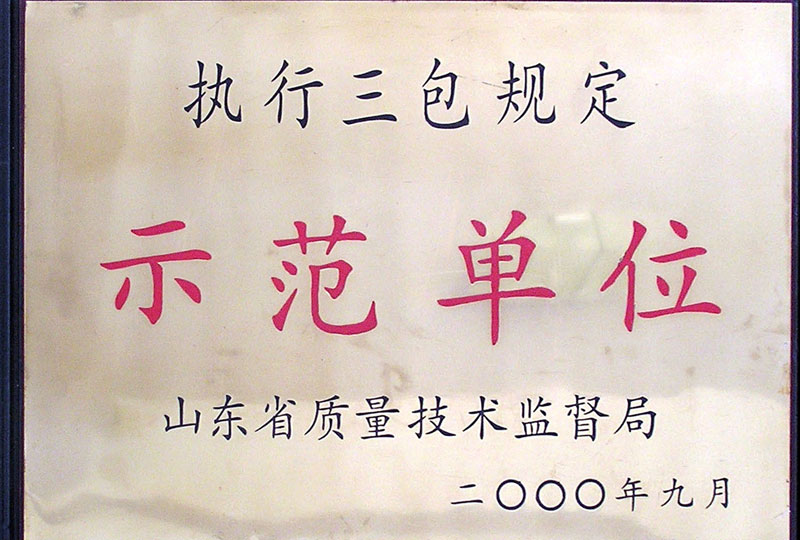 执行三包规定
示范单位
山东省质量技术监督局
二〇〇〇年九月